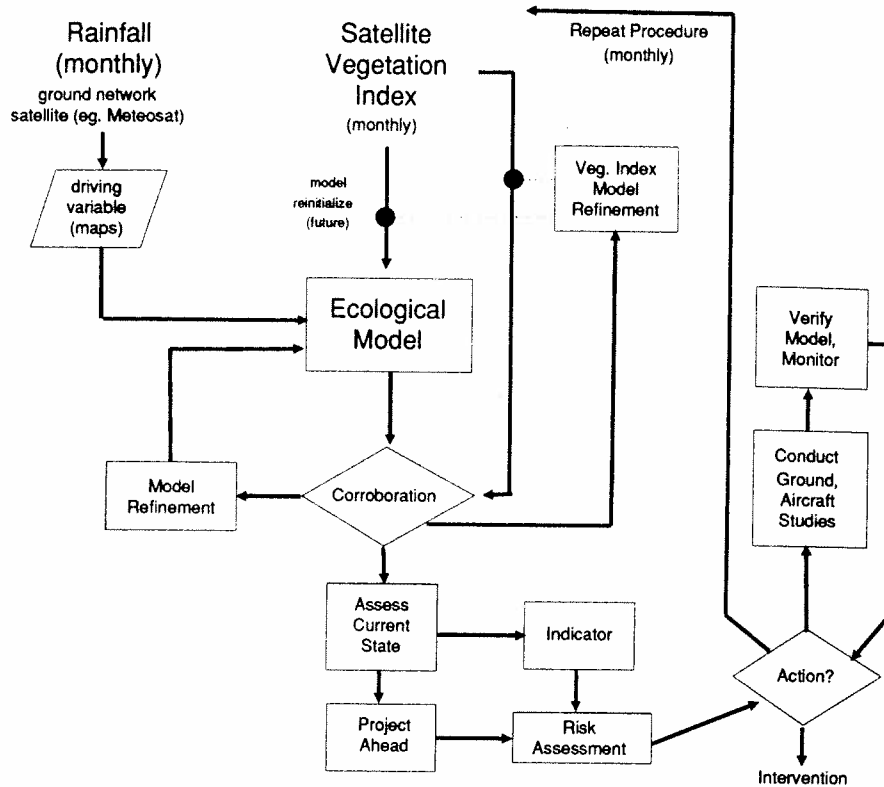 Rainfall
(monthly)
ground network
satellite (eg. Meteosat)
driving
variable
(maps)
Satellite
Vegetation
Index
(monthly)
model
reinitialize
(future)
Repeat Procedure
(monthly)
Veg. Index
Model
Refinement
Ecological
Model
Verify
Model,
Monitor
Conduct
Ground,
Aircraft
Studies
Model
Refinement
Corroboration
Assess
Current
State
Indicator
Action?
Project
Ahead
Risk
Assessment
Intervention